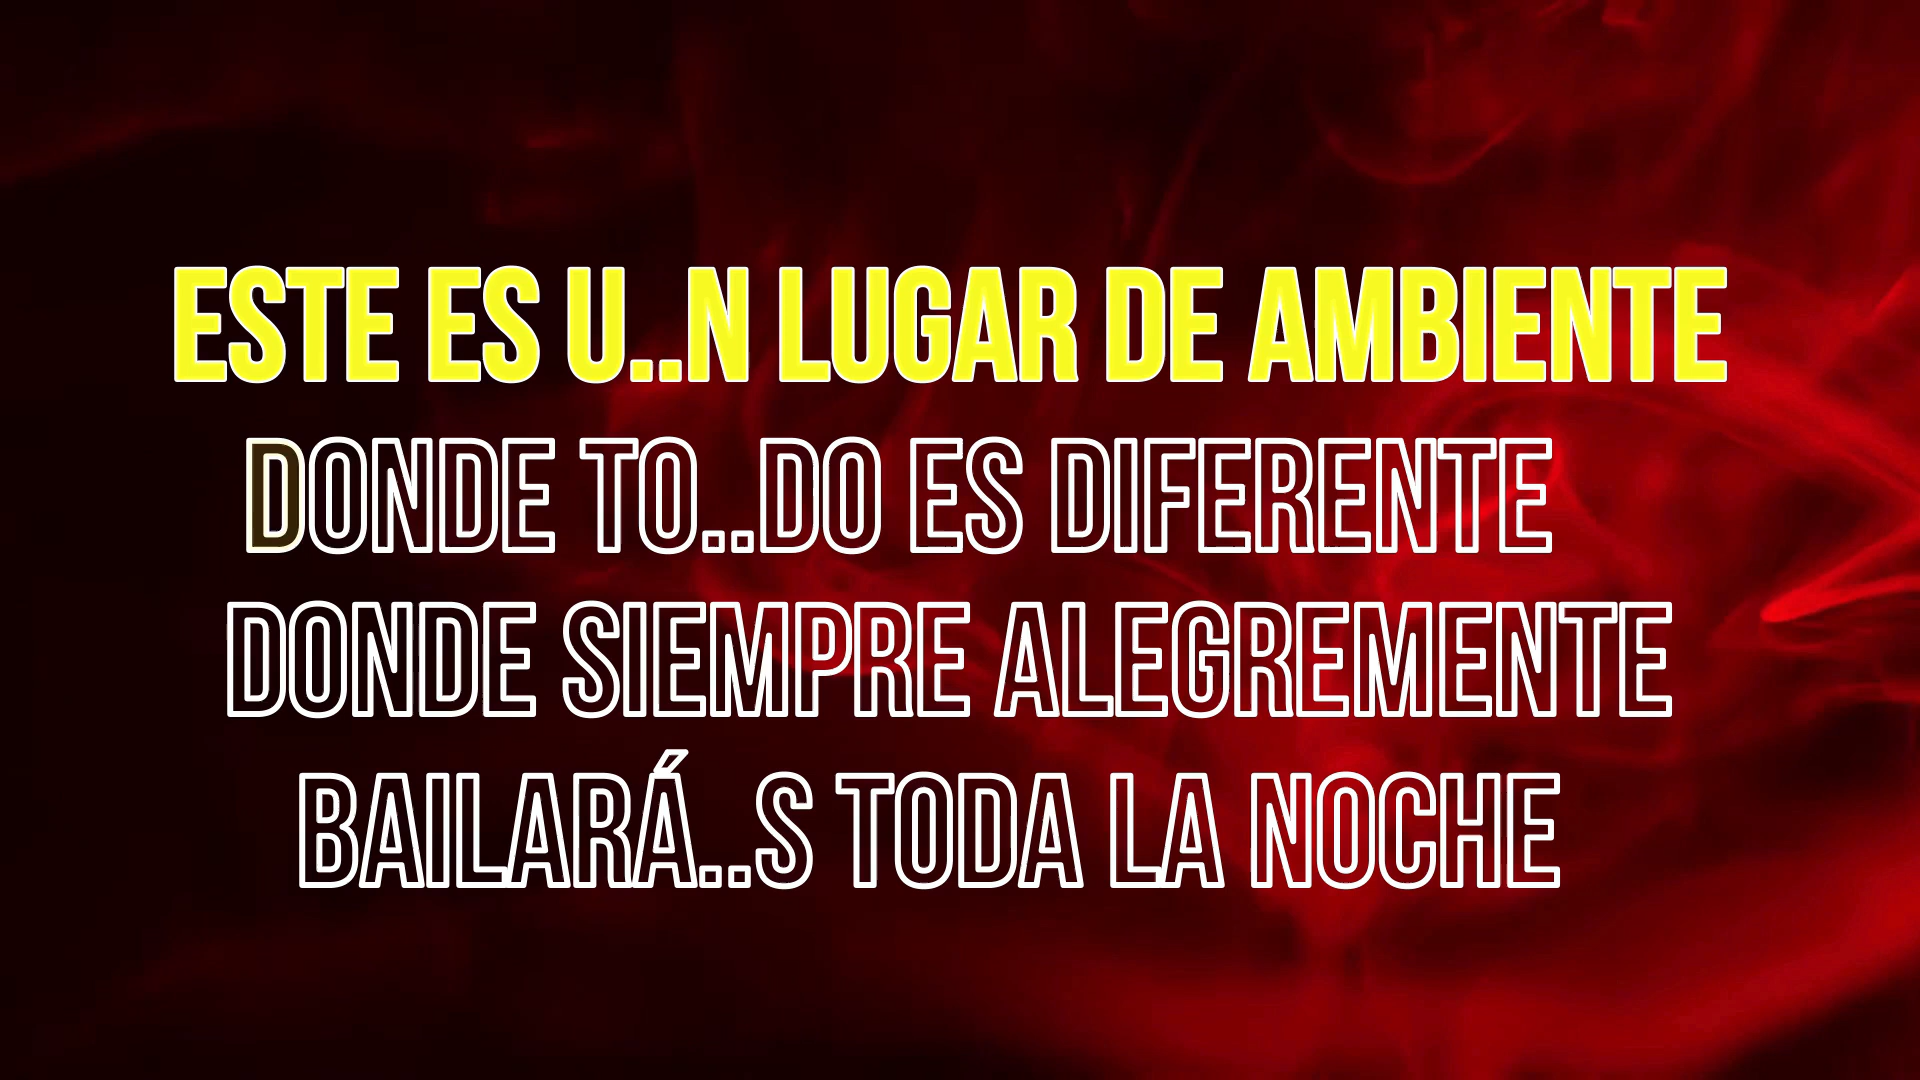 ESTE ES U..N LUGAR DE AMBIENTE
DONDE TO..DO ES DIFERENTE
DONDE SIEMPRE ALEGREMENTE
BAILARÁ..S TODA LA NOCHE